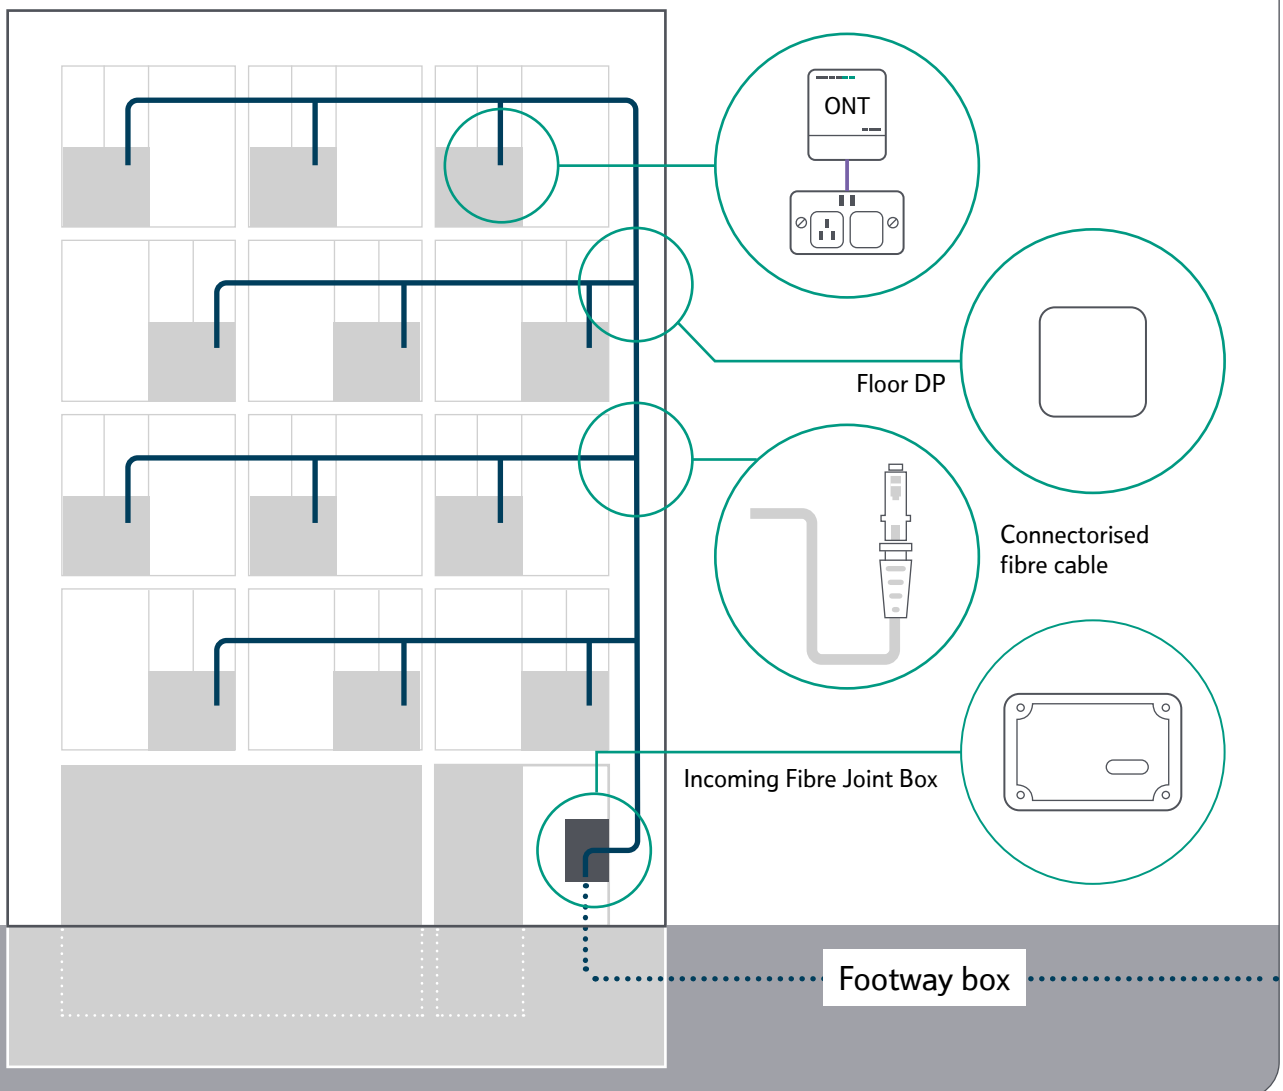 ONT
Floor DP
Connectorised
fibre cable
Incoming Fibre Joint Box
Footway box